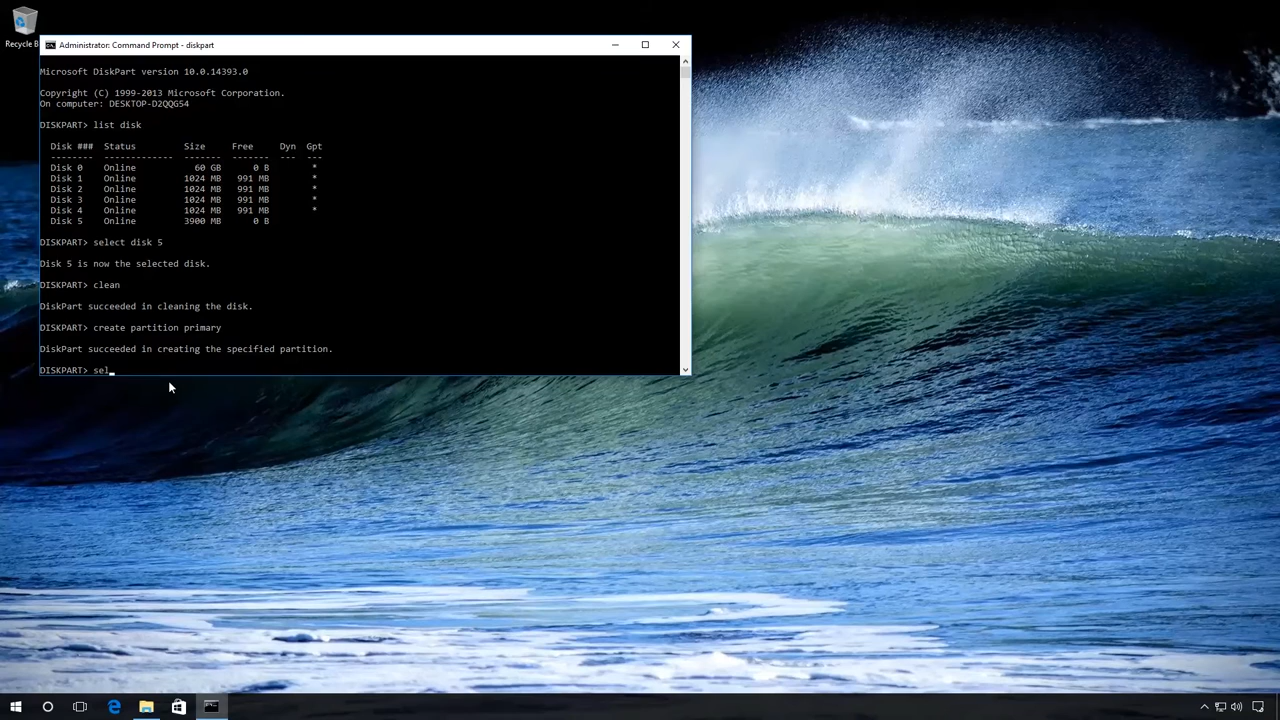 Recycle B
Administrator: Command Prompt - diskpart
Microsoft DiskPart version 10.0.14393.0
Copyright (C) 1999-2013 Microsoft Corporation.
On computer: DESKTOP-D2QQG54
DISKPART> list disk
Disk ### Status Size Free Dyn Gpt
-------- ------------- ------- ------- --- ---
Disk 0 Online 60 GB 0 B *
Disk 1 Online 1024 MB 991 MB *
Disk 2 Online 1024 MB 991 MB *
Disk 3 Online 1024 MB 991 MB *
Disk 4 Online 1024 MB 991 MB *
Disk 5 Online 3900 MB 0 B
DISKPART> select disk 5
Disk 5 is now the selected disk.
DISKPART> clean
DiskPart succeeded in cleaning the disk.
DISKPART> create partition primary
DiskPart succeeded in creating the specified partition.
DISKPART> sel_